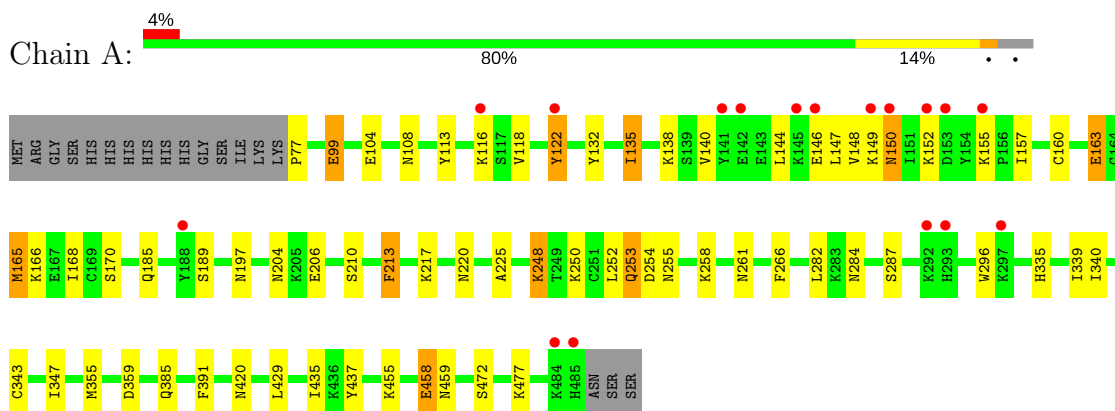 4%
Chain A:
80% 14% • •
MET ARG GLY SER HIS HIS HIS HIS HIS HIS GLY SER ILE LYS LYS P77 E99 E104 N108 Y113 K116 S117 V118 Y122 Y132 I135 K138 S139 V140 Y141 E142 E143 L144 K145 E146 L147 V148 K149 N150 I151 K152 D153 Y154 K155 P156 I157 C160 E163
M165 K166 E167 I168 C169 S170 Q185 Y188 S189 N197 N204 K205 E206 S210 F213 K217 N220 A225 K248 T249 K250 C251 L252 Q253 D254 N255 K258 N261 F266 L282 K283 N284 S287 K292 H293 W296 K297 H335 I339 I340
C343 I347 M355 D359 Q385 F391 N420 L429 I435 K436 Y437 K455 E458 N459 S472 K477 K484 H485 ASN SER SER